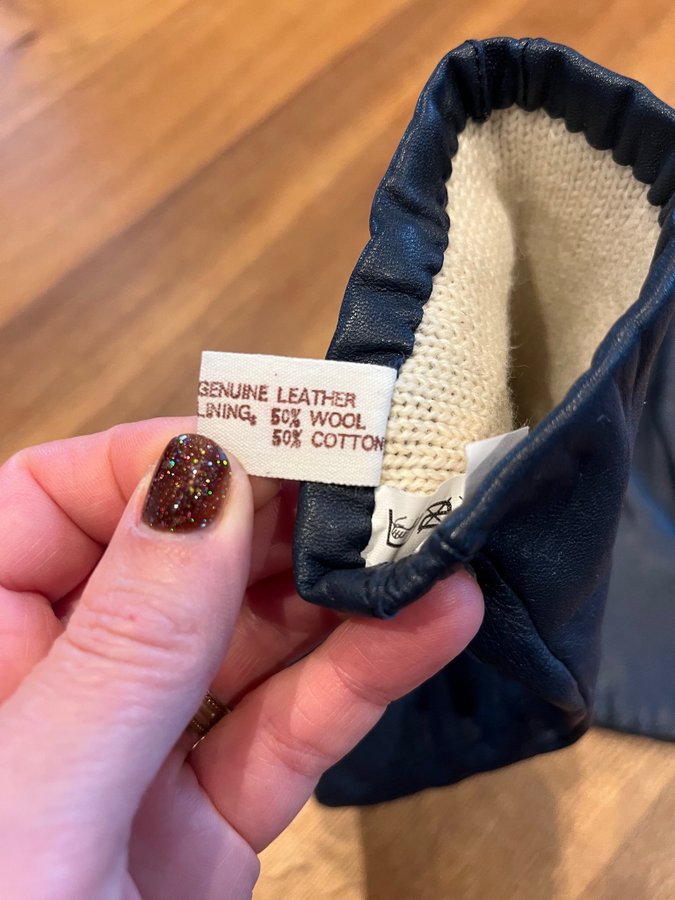 GENUINE LEATHER
LINING, 50% WOOL
50% COTTON